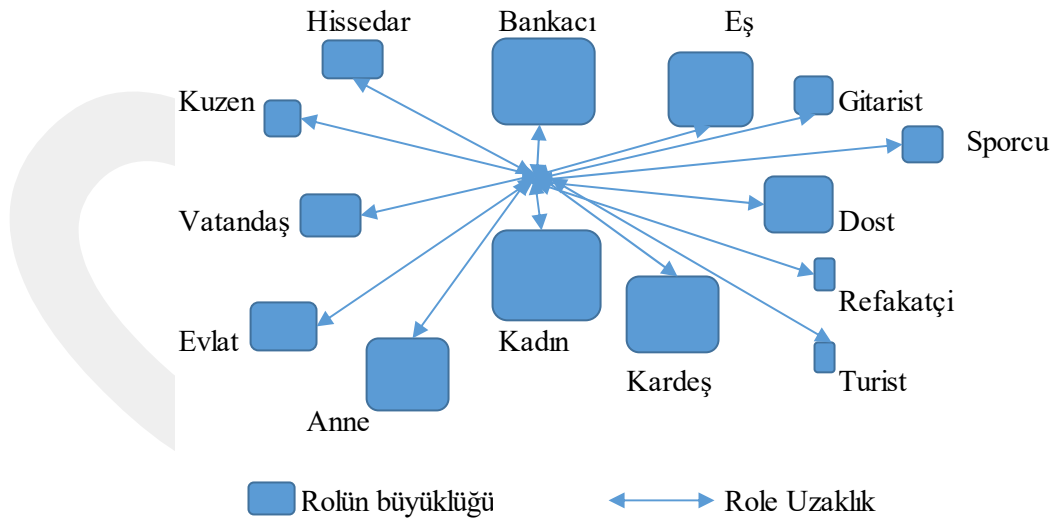 Hissedar
Bankacı
Eş
Kuzen
Gitarist
Sporcu
Vatandaş
Dost
Refakatçi
Evlat
Kadın
Kardeş
Turist
Anne
Rolün büyüklüğü
Role Uzaklık